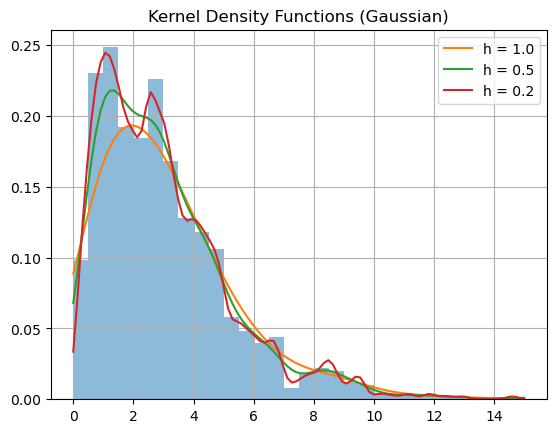 Kernel Density Functions (Gaussian)
h = 1.0
h = 0.5
h = 0.2
0.25
0.20
0.15
0.10
0.05
0.00
0 2 4 6 8 10 12 14